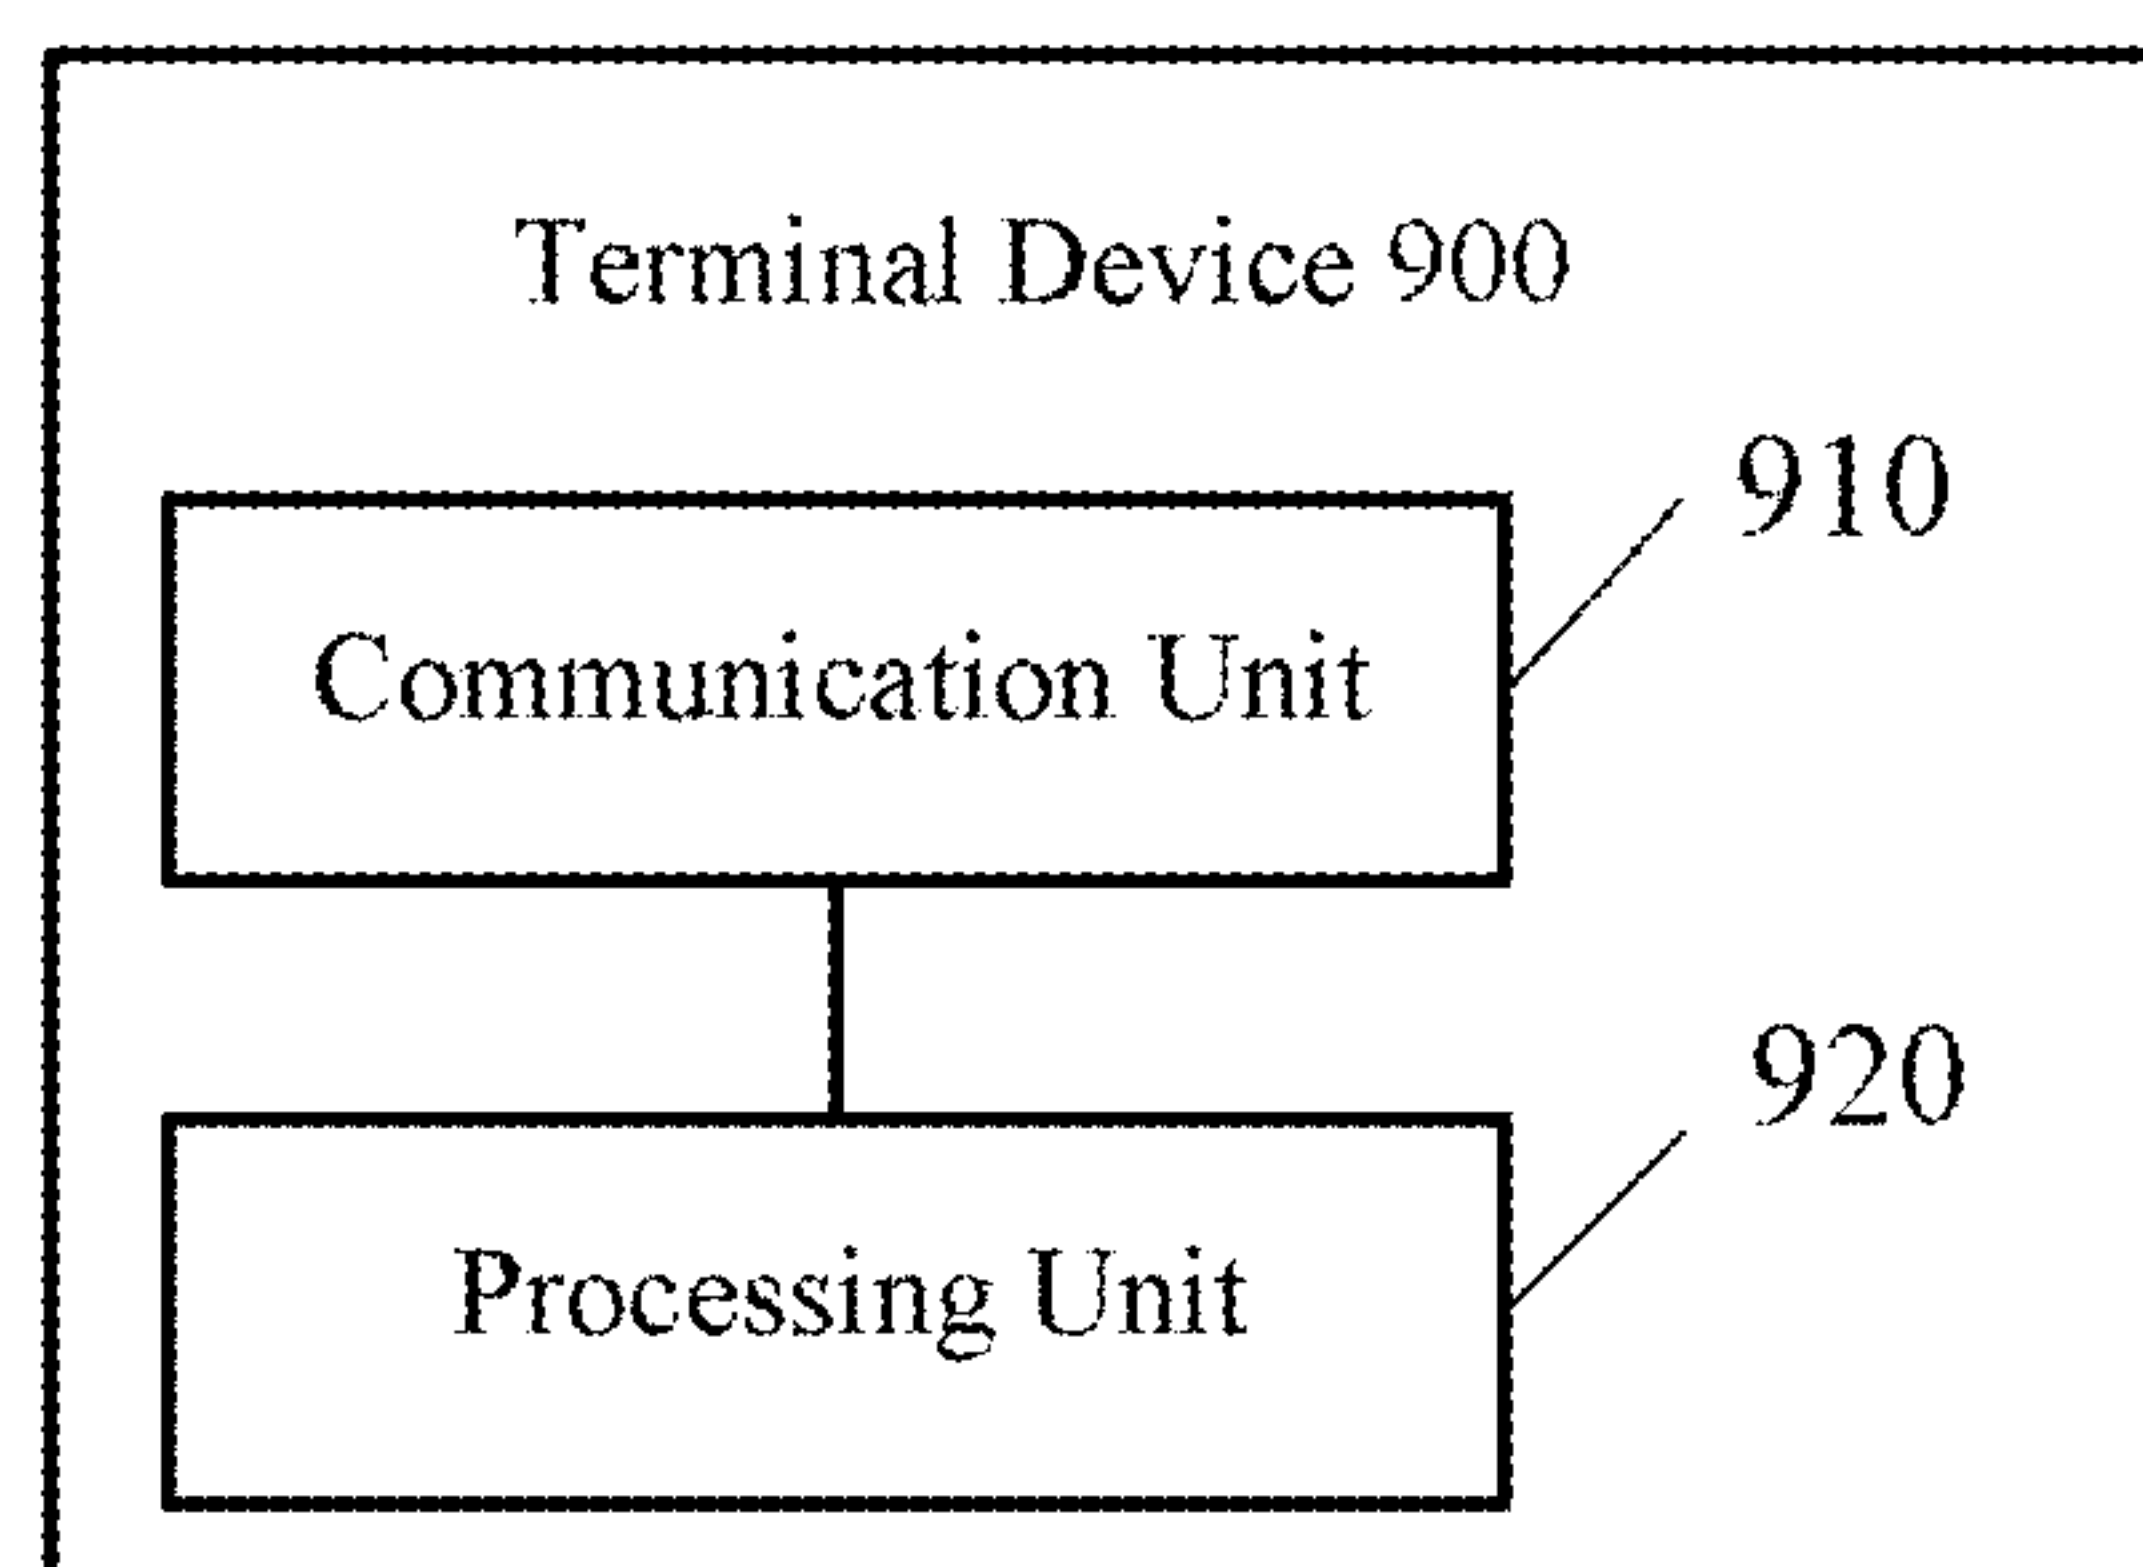 Terminal Device 900
910
Communication Unit
920
Processing Unit